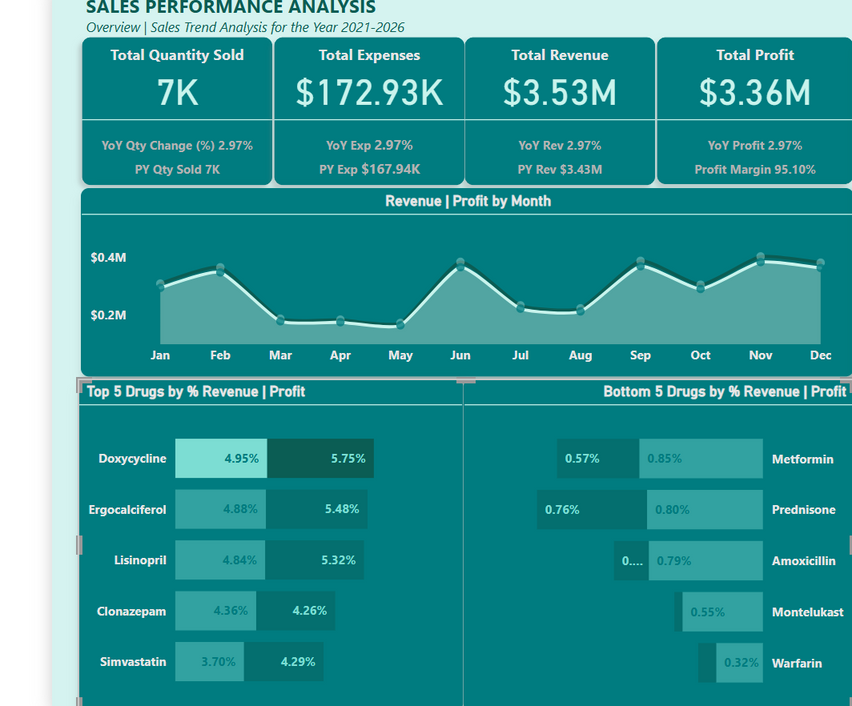 SALES PERFORMANCE ANALYSIS
Overview | Sales Trend Analysis for the Year 2021-2026
Total Quantity Sold
7K
YoY Qty Change (%) 2.97%
PY Qty Sold 7K
Total Expenses
$172.93K
YoY Exp 2.97%
PY Exp $167.94K
Total Revenue
$3.53M
YoY Rev 2.97%
PY Rev $3.43M
Total Profit
$3.36M
YoY Profit 2.97%
Profit Margin 95.10%
Revenue | Profit by Month
$0.4M
$0.2M
Jan Feb Mar Apr May Jun Jul Aug Sep Oct Nov Dec
Top 5 Drugs by % Revenue | Profit
Doxycycline 4.95% 5.75%
Ergocalciferol 4.88% 5.48%
Lisinopril 4.84% 5.32%
Clonazepam 4.36% 4.26%
Simvastatin 3.70% 4.29%
Bottom 5 Drugs by % Revenue | Profit
0.57% 0.85% Metformin
0.76% 0.80% Prednisone
0.... 0.79% Amoxicillin
0.55% Montelukast
0.32% Warfarin